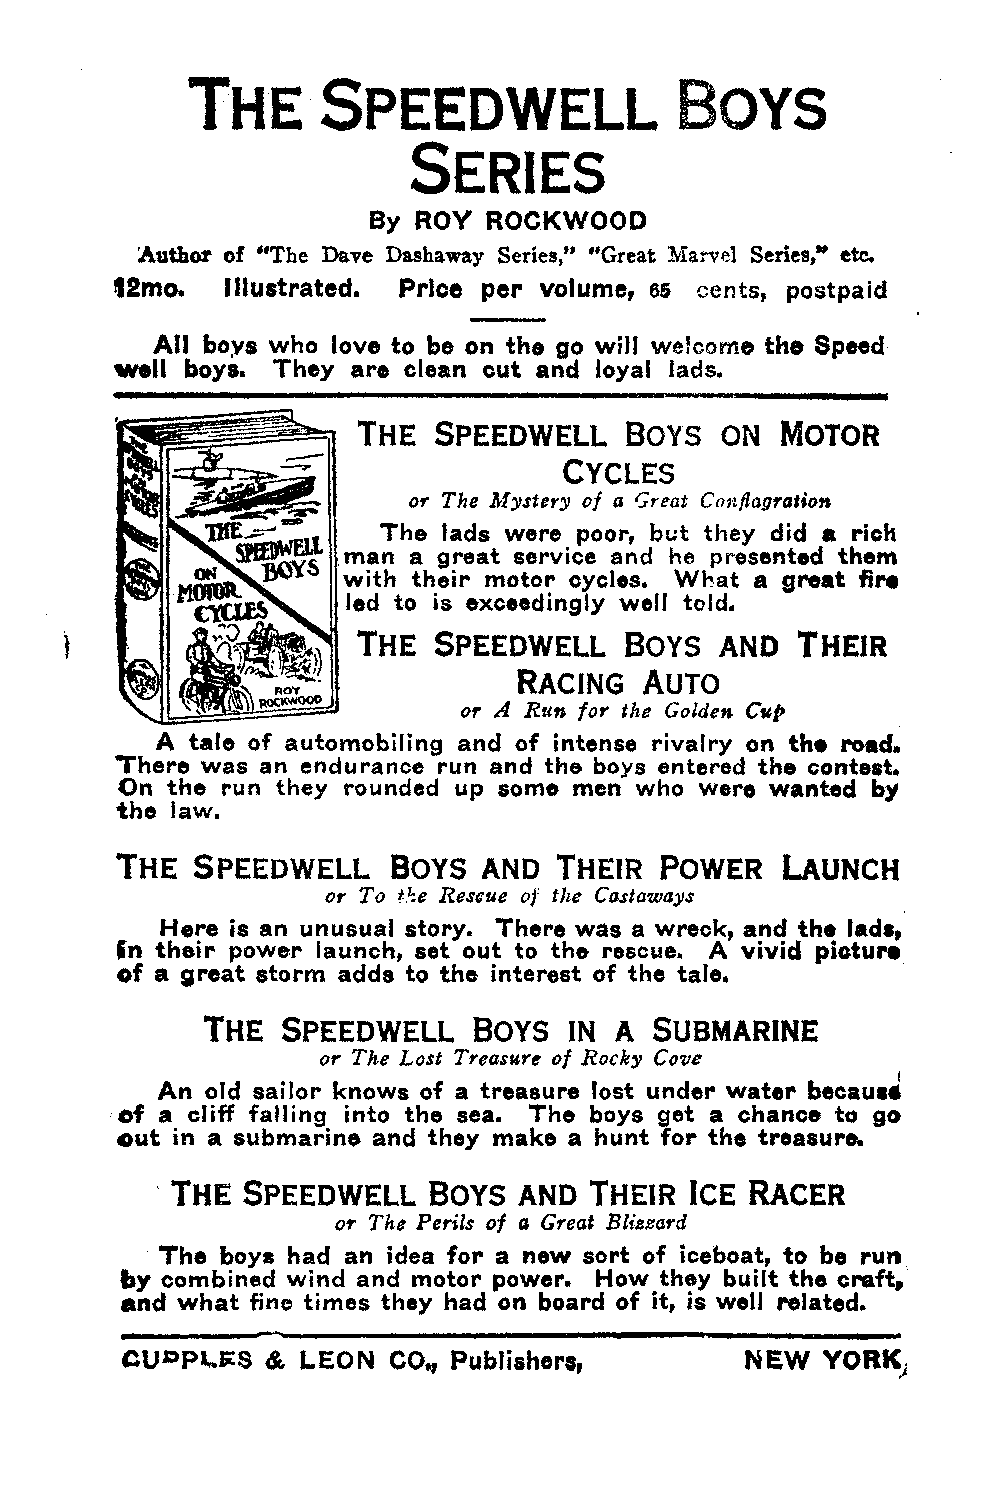 THE SPEEDWELL BOYS
SERIES
By ROY ROCKWOOD
Author of "The Dave Dashaway Series," "Great Marvel Series," etc.
12mo. Illustrated. Price per volume, 65 cents, postpaid
All boys who love to be on the go will welcome the Speed
well boys. They are clean cut and loyal lads.
THE SPEEDWELL BOYS ON MOTOR
CYCLES
or The Mystery of a Great Conflagration
The lads were poor, but they did a rich
man a great service and he presented them
with their motor cycles. What a great fire
led to is exceedingly well told.
THE
SPEEDWELL
BOYS
ON
MOTOR
CYCLES
ROY
ROCKWOOD
THE SPEEDWELL BOYS AND THEIR
RACING AUTO
or A Run for the Golden Cup
A tale of automobiling and of intense rivalry on the road.
There was an endurance run and the boys entered the contest.
On the run they rounded up some men who were wanted by
the law.
THE SPEEDWELL BOYS AND THEIR POWER LAUNCH
or To the Rescue of the Castaways
Here is an unusual story. There was a wreck, and the lads,
in their power launch, set out to the rescue. A vivid picture
of a great storm adds to the interest of the tale.
THE SPEEDWELL BOYS IN A SUBMARINE
or The Lost Treasure of Rocky Cove
An old sailor knows of a treasure lost under water because
of a cliff falling into the sea. The boys get a chance to go
out in a submarine and they make a hunt for the treasure.
THE SPEEDWELL BOYS AND THEIR ICE RACER
or The Perils of a Great Blizzard
The boys had an idea for a new sort of iceboat, to be run
by combined wind and motor power. How they built the craft,
and what fine times they had on board of it, is well related.
CUPPLES & LEON CO., Publishers, NEW YORK